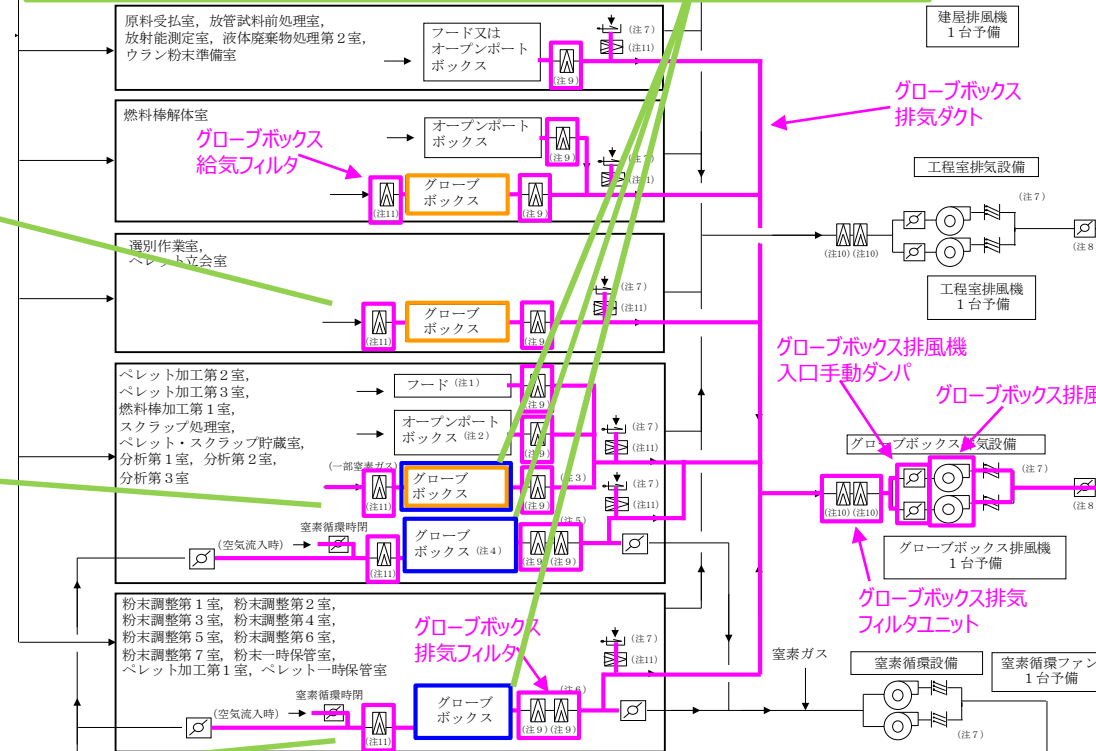 原料受払室，放管試料前処理室，
放射能測定室，液体廃棄物処理第２室，
ウラン粉末準備室
フード又は
オープンポート
ボックス
(注９)
(注７)
(注11)
建屋排風機
１台予備
グローブボックス
排気ダクト
燃料棒解体室
オープンポート
ボックス
(注９)
グローブボックス
給気フィルタ
(注11)
グローブ
ボックス
(注９)
工程室排気設備
(注７)
(注10) (注10)
(注８
工程室排風機
１台予備
選別作業室，
ペレット立会室
(注11)
グローブ
ボックス
(注９)
(注７)
(注11)
ペレット加工第２室，
ペレット加工第３室，
燃料棒加工第１室，
スクラップ処理室，
ペレット・スクラップ貯蔵室，
分析第１室，分析第２室，
分析第３室
フード（注１）
(注９)
オープンポート
ボックス（注２）
(注９)
(注７)
(注11)
(一部窒素ガス)
(注11)
グローブ
ボックス
(注３)
(注９)
(注７)
(注11)
窒素循環時閉
(空気流入時)
(注11)
グローブ
ボックス（注４）
(注５)
(注９) (注９)
グローブボックス排風機
入口手動ダンパ
グローブボックス排風
グローブボックス排気設備
(注７)
(注10) (注10)
(注８
グローブボックス排風機
１台予備
グローブボックス排気
フィルタユニット
粉末調整第１室，粉末調整第２室，
粉末調整第３室，粉末調整第４室，
粉末調整第５室，粉末調整第６室，
粉末調整第７室，粉末一時保管室，
ペレット加工第１室，ペレット一時保管室
グローブボックス
排気フィルタ
(注７)
(注11)
窒素循環時閉
(空気流入時)
(注11)
グローブ
ボックス
(注６)
(注９) (注９)
窒素ガス
窒素循環設備
窒素循環ファン
１台予備
(注７)